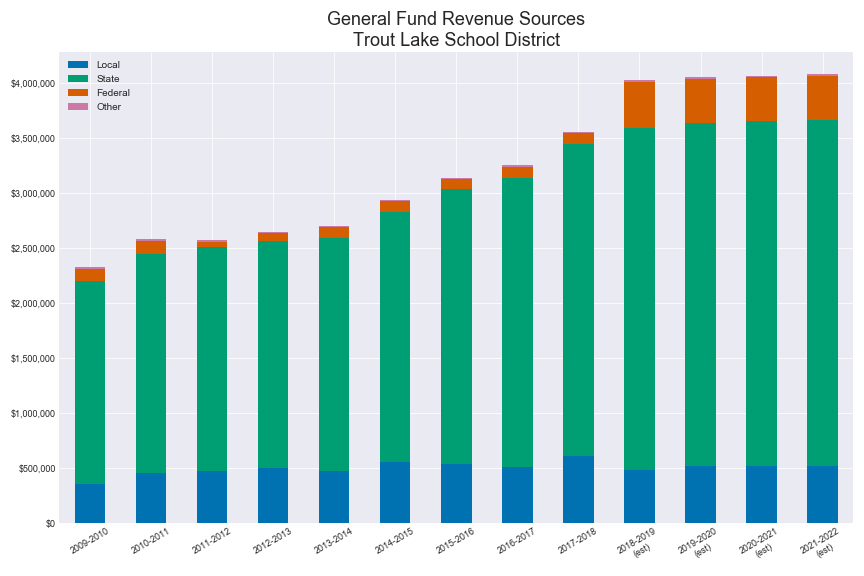 General Fund Revenue Sources
Trout Lake School District
Local
State
Federal
Other
$4,000,000
$3,500,000
$3,000,000
$2,500,000
$2,000,000
$1,500,000
$1,000,000
$500,000
$0
2009-2010
2010-2011
2011-2012
2012-2013
2013-2014
2014-2015
2015-2016
2016-2017
2017-2018
2018-2019
(est)
2019-2020
(est)
2020-2021
(est)
2021-2022
(est)